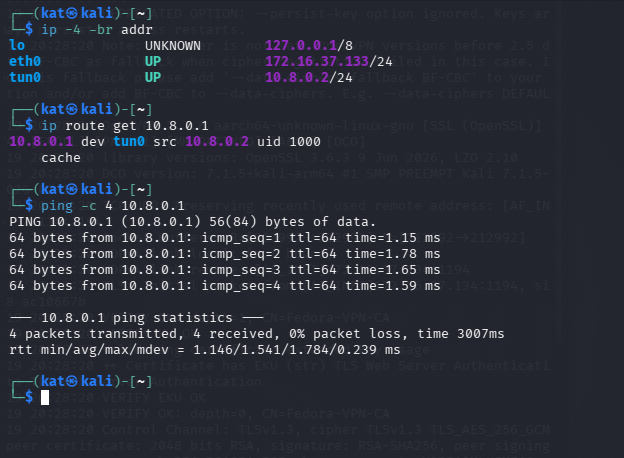 ┌──(kat㉿kali)-[~]
└─$ ip -4 -br addr
lo UNKNOWN 127.0.0.1/8
eth0 UP 172.16.37.133/24
tun0 UP 10.8.0.2/24
┌──(kat㉿kali)-[~]
└─$ ip route get 10.8.0.1
10.8.0.1 dev tun0 src 10.8.0.2 uid 1000
cache
┌──(kat㉿kali)-[~]
└─$ ping -c 4 10.8.0.1
PING 10.8.0.1 (10.8.0.1) 56(84) bytes of data.
64 bytes from 10.8.0.1: icmp_seq=1 ttl=64 time=1.15 ms
64 bytes from 10.8.0.1: icmp_seq=2 ttl=64 time=1.78 ms
64 bytes from 10.8.0.1: icmp_seq=3 ttl=64 time=1.65 ms
64 bytes from 10.8.0.1: icmp_seq=4 ttl=64 time=1.59 ms
--- 10.8.0.1 ping statistics ---
4 packets transmitted, 4 received, 0% packet loss, time 3007ms
rtt min/avg/max/mdev = 1.146/1.541/1.784/0.239 ms
┌──(kat㉿kali)-[~]
└─$